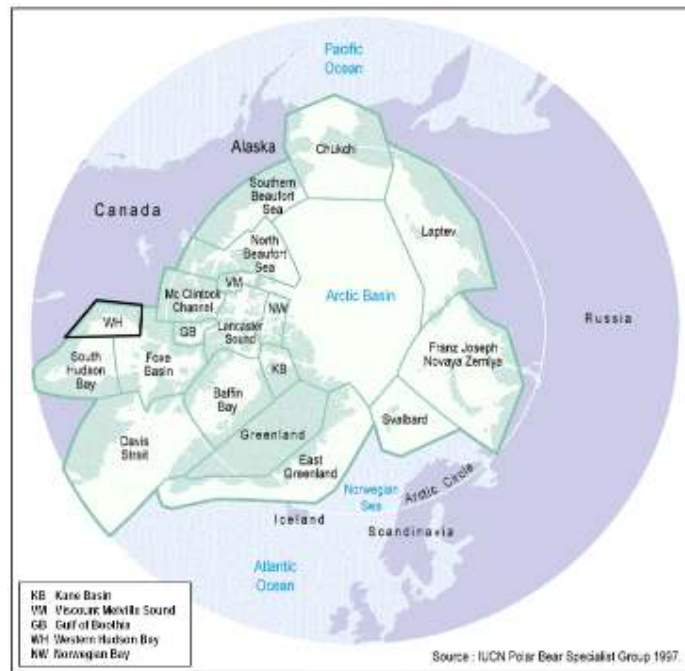 Pacific
Ocean
Alaska
Chukchi
Southern
Beaufort
Sea
Canada
North
Beaufort
Sea
Laptev
VM
Mc Clintock
Channel
Arctic Basin
NW
WH
GB
Lancaster
Sound
Russia
South
Hudson
Bay
Foxe
Basin
KB
Franz Joseph
Novaya Zemlya
Baffin
Bay
Svalbard
Davis
Strait
Greenland
East
Greenland
Norwegian
Sea
Arctic Circle
Iceland
Scandinavia
Atlantic
Ocean
KB Kane Basin
VM Viscount Melville Sound
GB Gulf of Boothia
WH Western Hudson Bay
NW Norwegian Bay
Source : IUCN Polar Bear Specialist Group 1997.